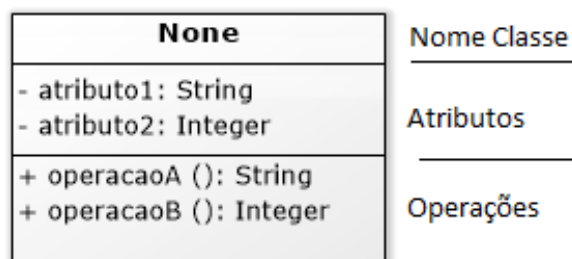 None
Nome Classe
- atributo1: String
- atributo2: Integer
Atributos
+ operacaoA (): String
+ operacaoB (): Integer
Operações